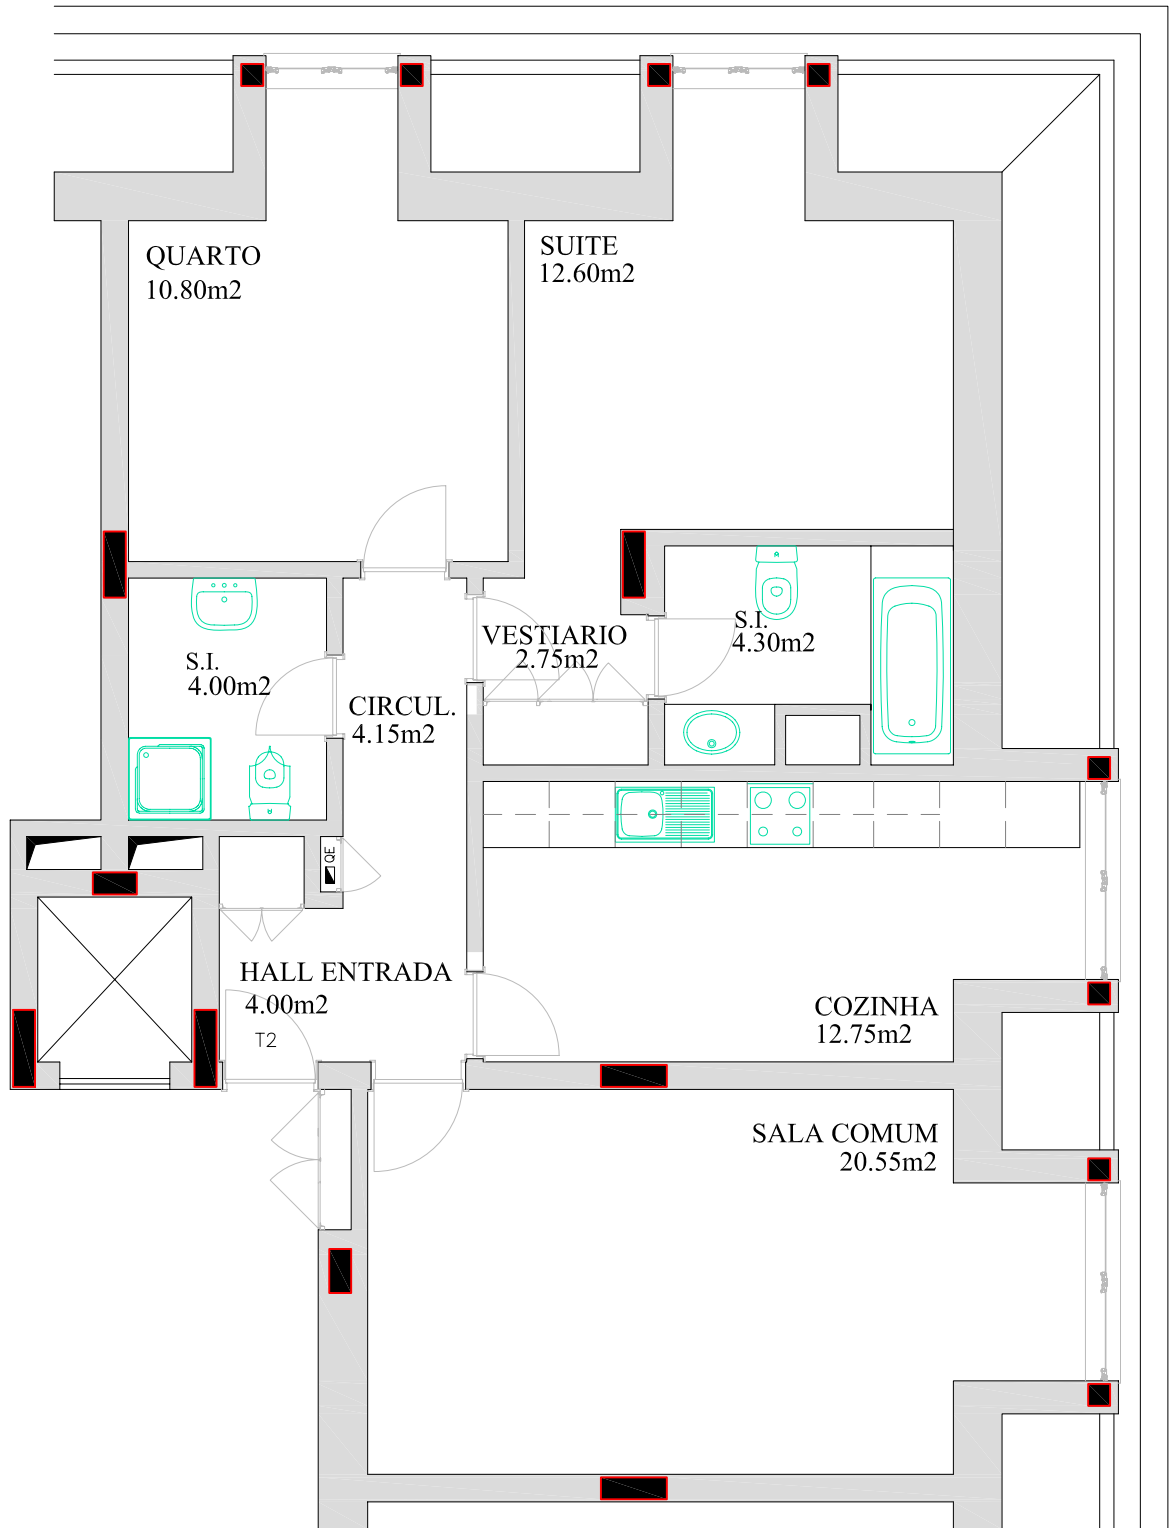 QUARTO
10.80m2
SUITE
12.60m2
VESTIARIO
2.75m2
S.I.
4.30m2
S.I.
4.00m2
CIRCUL.
4.15m2
QE
HALL ENTRADA
4.00m2
T2
COZINHA
12.75m2
SALA COMUM
20.55m2